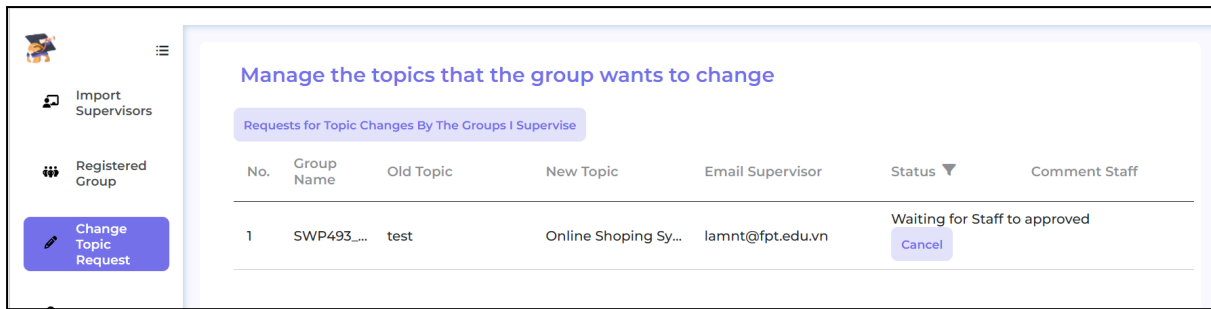 Import
Supervisors
Registered
Group
Change
Topic
Request
Manage the topics that the group wants to change
Requests for Topic Changes By The Groups I Supervise
No. Group Name Old Topic New Topic Email Supervisor Status Comment Staff
1 SWP493_... test Online Shoping Sy... lamnt@fpt.edu.vn Waiting for Staff to approved
Cancel